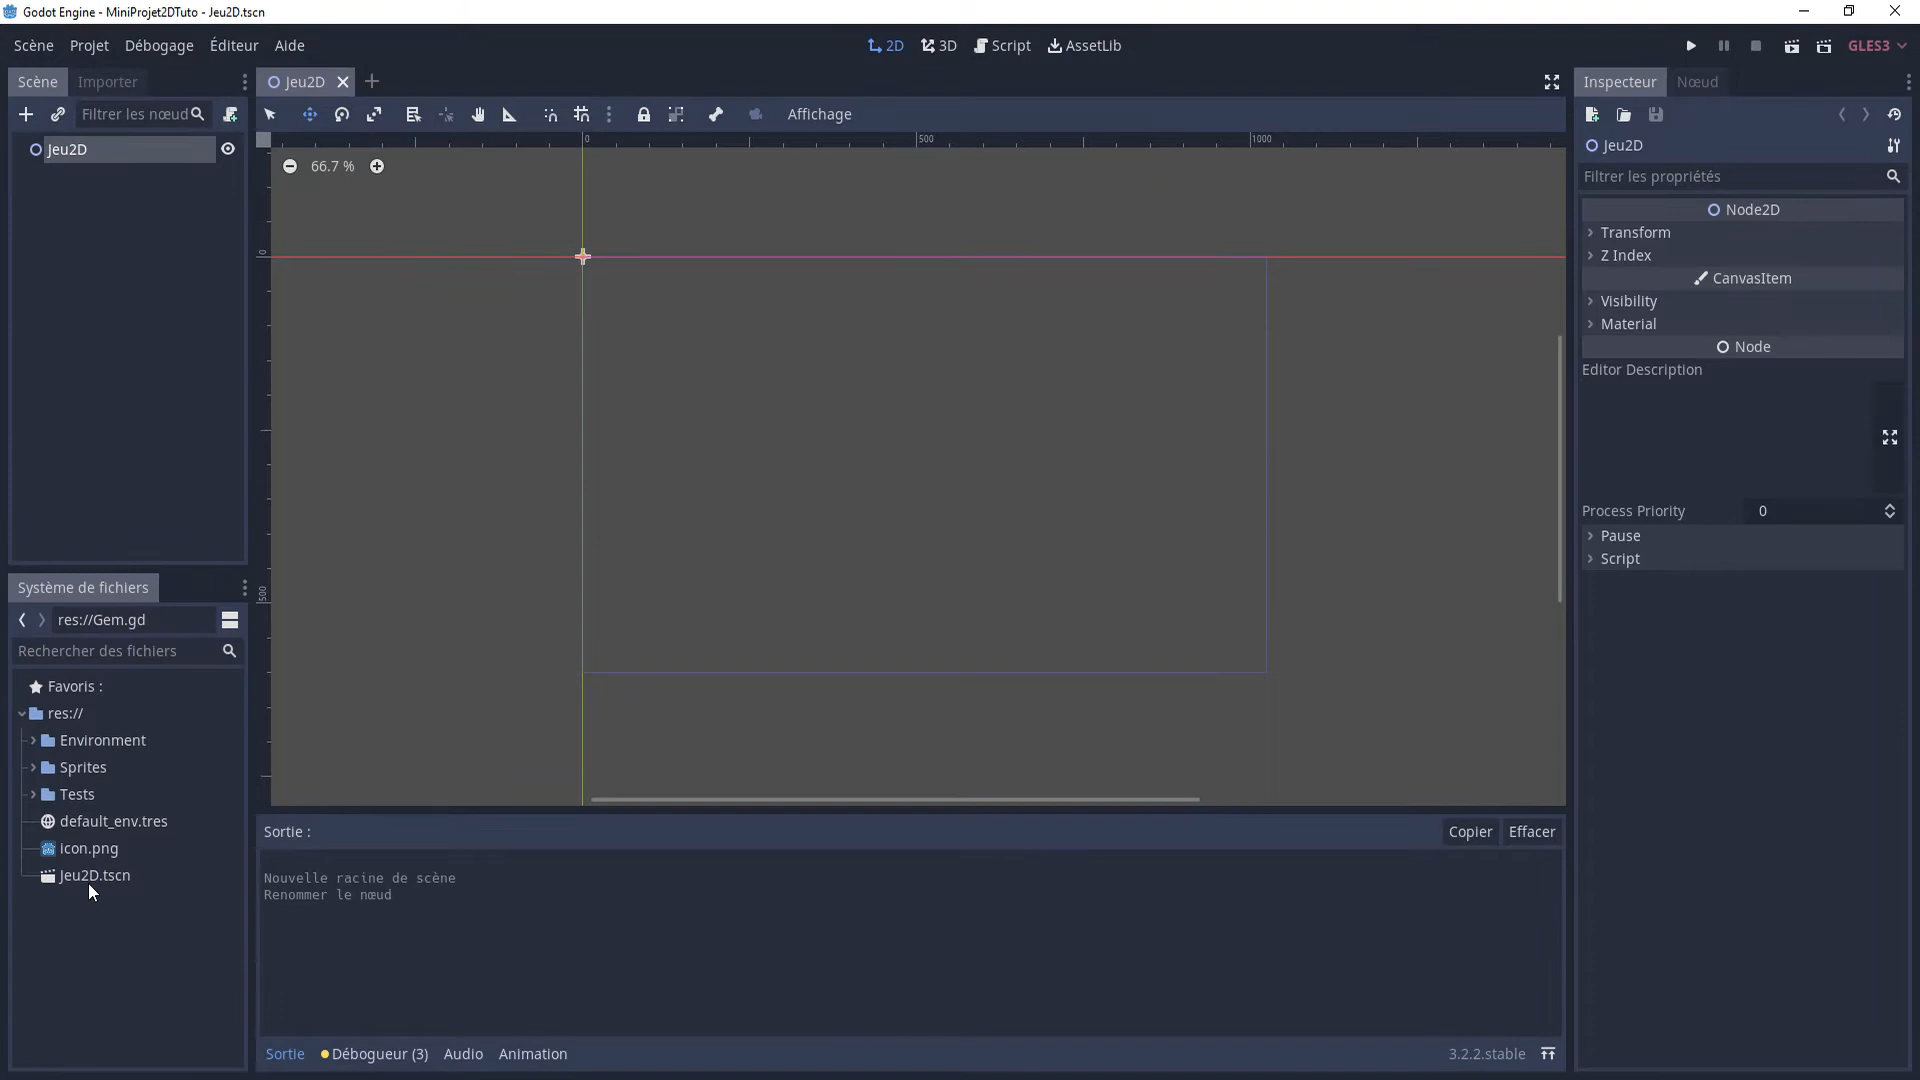 Godot Engine - MiniProjet2DTuto - Jeu2D.tscn
Scène Projet Débogage Éditeur Aide
2D 3D Script AssetLib
GLES3
Scène Importer
Jeu2D
Inspecteur Nœud
Filtrer les nœud
Affichage
Jeu2D
Jeu2D
Filtrer les propriétés
0 500 1000
66.7 %
0
500
Node2D
Transform
Z Index
CanvasItem
Visibility
Material
Node
Editor Description
Process Priority 0
Pause
Script
Système de fichiers
res://Gem.gd
Rechercher des fichiers
Favoris :
res://
Environment
Sprites
Tests
default_env.tres
icon.png
Jeu2D.tscn
Sortie :
Copier Effacer
Nouvelle racine de scène
Renommer le nœud
Sortie Débogueur (3) Audio Animation
3.2.2.stable